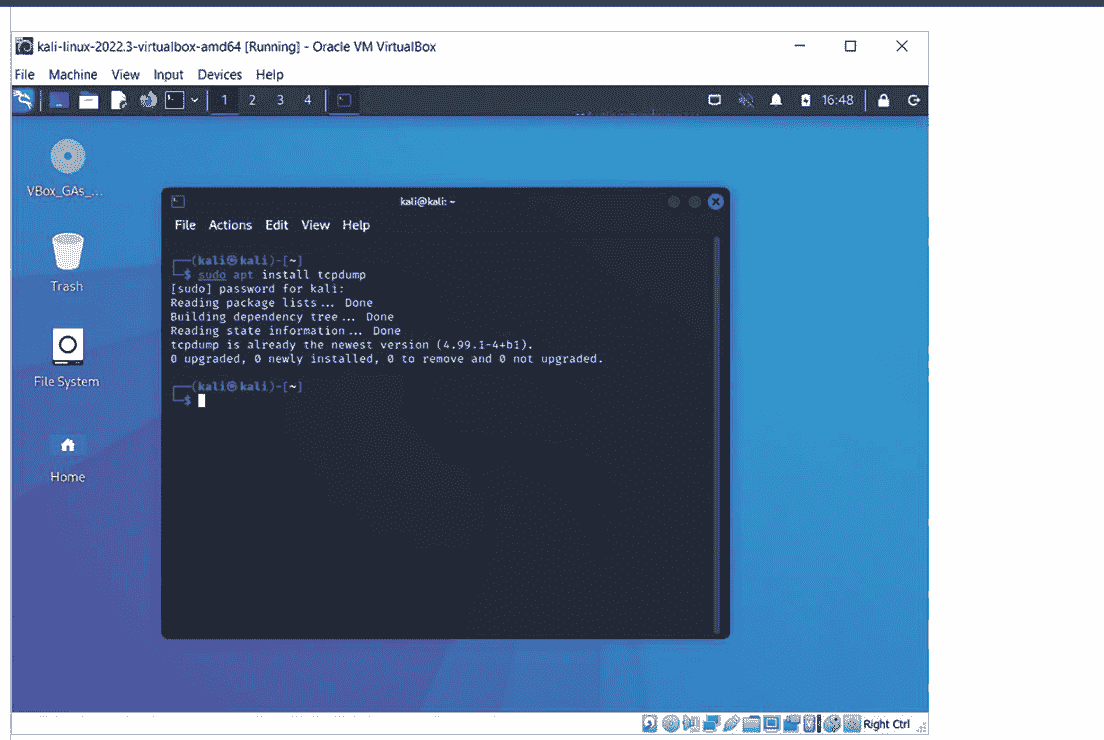 kali-linux-2022.3-virtualbox-amd64 [Running] - Oracle VM VirtualBox
File Machine View Input Devices Help
1 2 3 4 16:48
VBox_GAs_...
Trash
File System
Home
kali@kali: ~
File Actions Edit View Help
┌──(kali㉿kali)-[~]
└─$ sudo apt install tcpdump
[sudo] password for kali:
Reading package lists... Done
Building dependency tree... Done
Reading state information... Done
tcpdump is already the newest version (4.99.1-4+b1).
0 upgraded, 0 newly installed, 0 to remove and 0 not upgraded.
┌──(kali㉿kali)-[~]
└─$
Right Ctrl